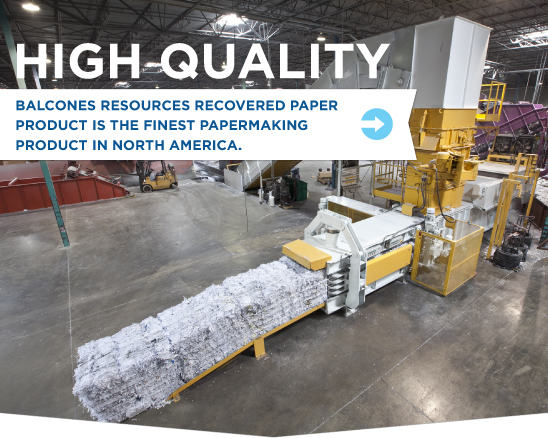 HIGH QUALITY
BALCONES RESOURCES RECOVERED PAPER
PRODUCT IS THE FINEST PAPERMAKING
PRODUCT IN NORTH AMERICA.